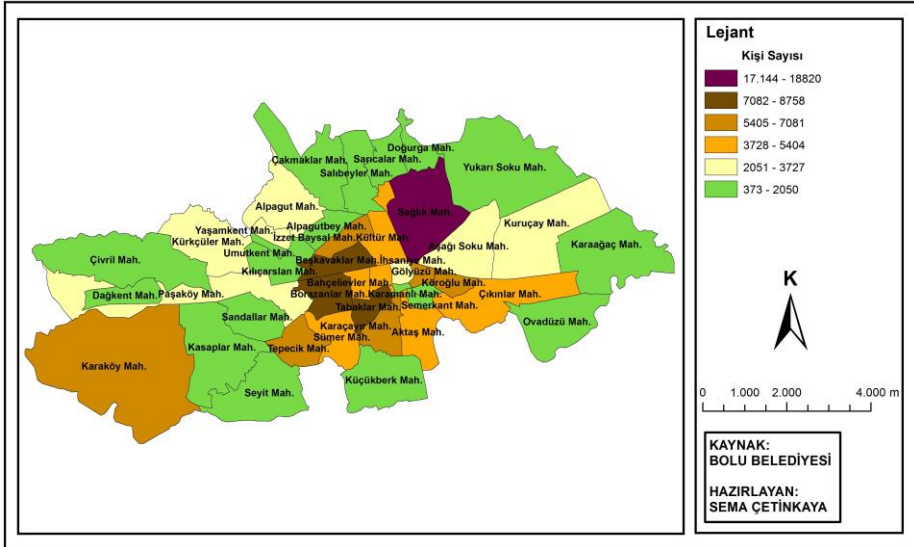 Lejant
Kişi Sayısı
17.144 - 18820
7082 - 8758
5405 - 7081
3728 - 5404
2051 - 3727
373 - 2050
Doğurga Mah.
Çakmaklar Mah.
Sarıcalar Mah.
Yukarı Soku Mah.
Salıbeyler Mah.
Alpagut Mah.
Sağlık Mah.
Kuruçay Mah.
Yaşamkent Mah.
Alpagutbey Mah.
Kürkçüler Mah.
İzzet Baysal Mah.
Kültür Mah.
Aşağı Soku Mah.
Karaağaç Mah.
Umutkent Mah.
Çivril Mah.
Beşkavaklar Mah.
İhsaniye Mah.
Kılıçarslan Mah.
Gölyüzü Mah.
Bahçelievler Mah.
Köroğlu Mah.
Dağkent Mah.
Paşaköy Mah.
Borazanlar Mah.
Karamanlı Mah.
Çıkınlar Mah.
Tabaklar Mah.
Semerkant Mah.
Sandallar Mah.
Ovadüzü Mah.
Karaçayır Mah.
Aktaş Mah.
Sümer Mah.
Kasaplar Mah.
Tepecik Mah.
Karaköy Mah.
Küçükberk Mah.
Seyit Mah.
K
0 1.000 2.000 4.000 m
KAYNAK:
BOLU BELEDİYESİ
HAZIRLAYAN:
SEMA ÇETİNKAYA